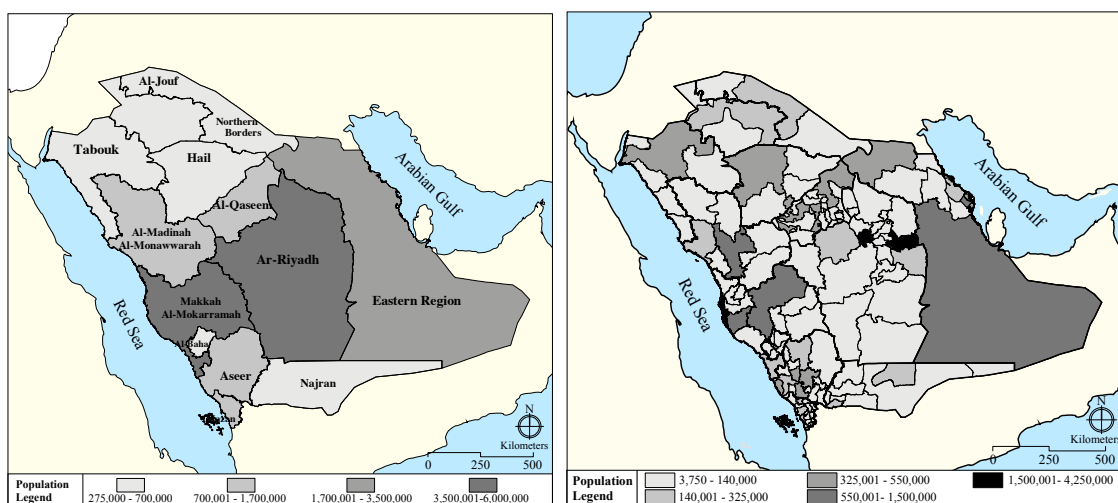 Al-Jouf
Northern
Borders
Tabouk
Hail
Al-Qaseem
Al-Madinah
Al-Monawwarah
Ar-Riyadh
Eastern Region
Makkah
Al-Mokarramah
Al-Baha
Aseer
Najran
Arabian Gulf
Red Sea
N
Kilometers
0 250 500
Population
Legend
275,000 - 700,000
700,001 - 1,700,000
1,700,001 - 3,500,000
3,500,001-6,000,000
Arabian Gulf
Red Sea
N
Kilometers
0 250 500
Population
Legend
3,750 - 140,000
140,001 - 325,000
325,001 - 550,000
550,001- 1,500,000
1,500,001 - 4,250,000